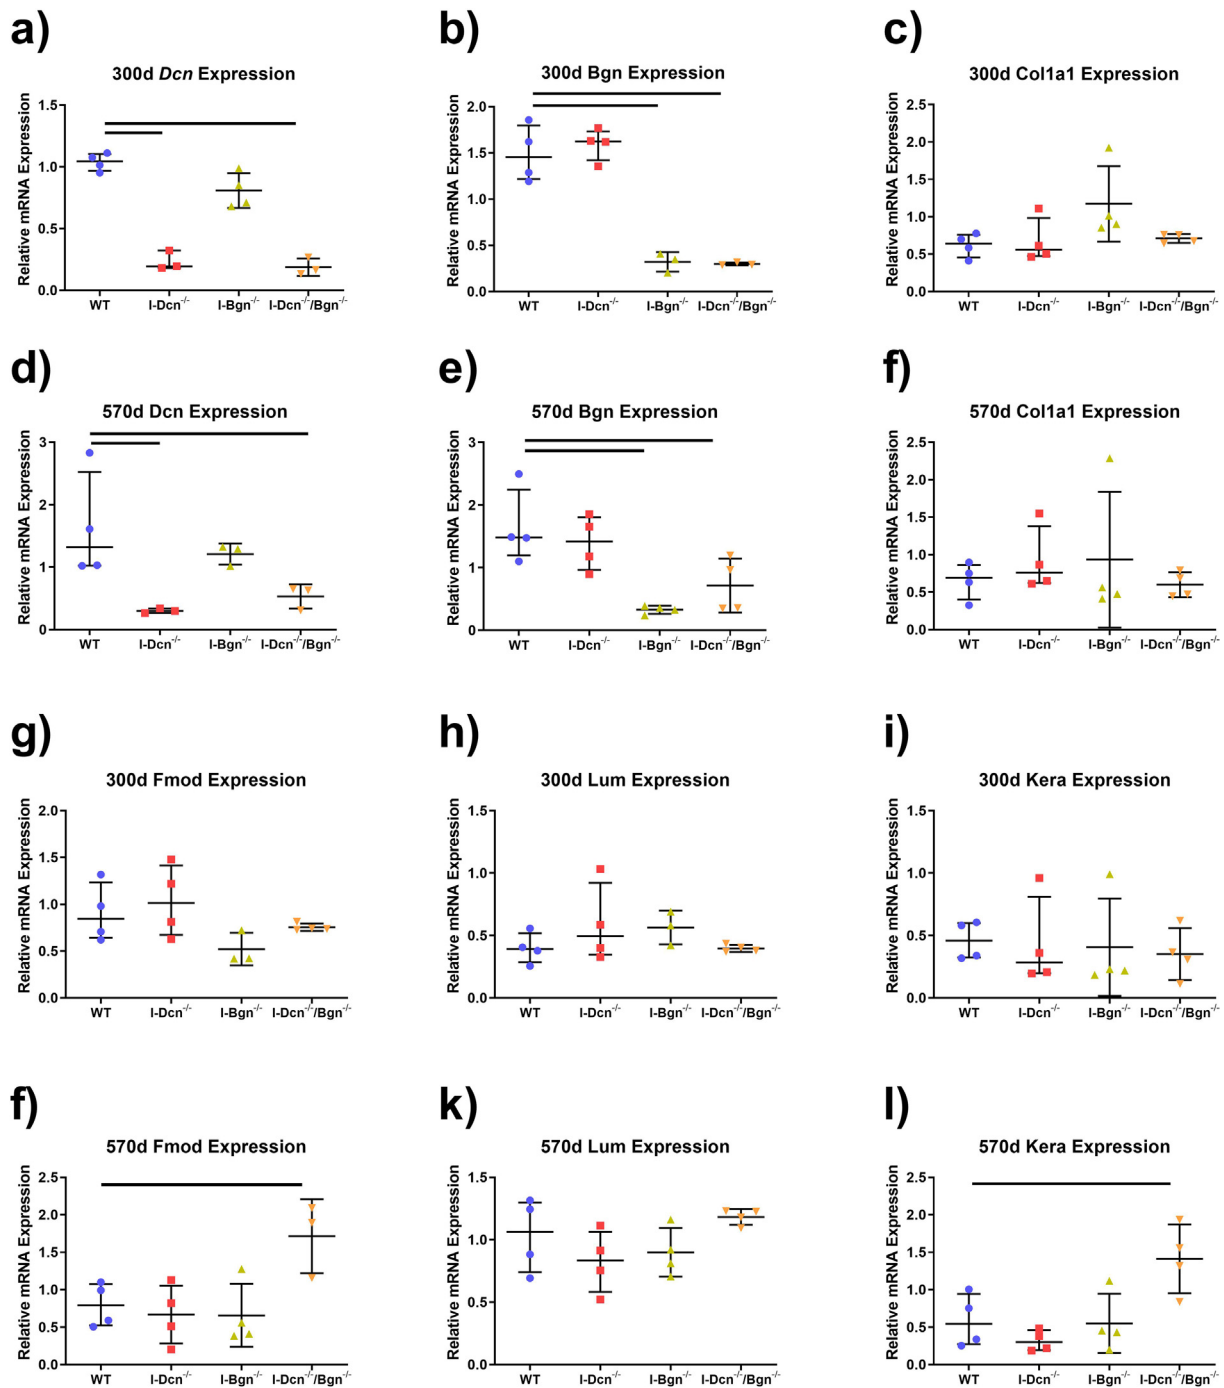 a)
300d Dcn Expression
Relative mRNA Expression
1.5
1.0
0.5
0.0
WT I-Dcn-/- I-Bgn-/- I-Dcn-/-/Bgn-/-
b)
300d Bgn Expression
Relative mRNA Expression
2.0
1.5
1.0
0.5
0.0
WT I-Dcn-/- I-Bgn-/- I-Dcn-/-/Bgn-/-
c)
300d Col1a1 Expression
Relative mRNA Expression
2.5
2.0
1.5
1.0
0.5
0.0
WT I-Dcn-/- I-Bgn-/- I-Dcn-/-/Bgn-/-
d)
570d Dcn Expression
Relative mRNA Expression
3
2
1
0
WT I-Dcn-/- I-Bgn-/- I-Dcn-/-/Bgn-/-
e)
570d Bgn Expression
Relative mRNA Expression
3
2
1
0
WT I-Dcn-/- I-Bgn-/- I-Dcn-/-/Bgn-/-
f)
570d Col1a1 Expression
Relative mRNA Expression
2.5
2.0
1.5
1.0
0.5
0.0
WT I-Dcn-/- I-Bgn-/- I-Dcn-/-/Bgn-/-
g)
300d Fmod Expression
Relative mRNA Expression
2.0
1.5
1.0
0.5
0.0
WT I-Dcn-/- I-Bgn-/- I-Dcn-/-/Bgn-/-
h)
300d Lum Expression
Relative mRNA Expression
1.5
1.0
0.5
0.0
WT I-Dcn-/- I-Bgn-/- I-Dcn-/-/Bgn-/-
i)
300d Kera Expression
Relative mRNA Expression
1.5
1.0
0.5
0.0
WT I-Dcn-/- I-Bgn-/- I-Dcn-/-/Bgn-/-
f)
570d Fmod Expression
Relative mRNA Expression
2.5
2.0
1.5
1.0
0.5
0.0
WT I-Dcn-/- I-Bgn-/- I-Dcn-/-/Bgn-/-
k)
570d Lum Expression
Relative mRNA Expression
1.5
1.0
0.5
0.0
WT I-Dcn-/- I-Bgn-/- I-Dcn-/-/Bgn-/-
l)
570d Kera Expression
Relative mRNA Expression
2.5
2.0
1.5
1.0
0.5
0.0
WT I-Dcn-/- I-Bgn-/- I-Dcn-/-/Bgn-/-